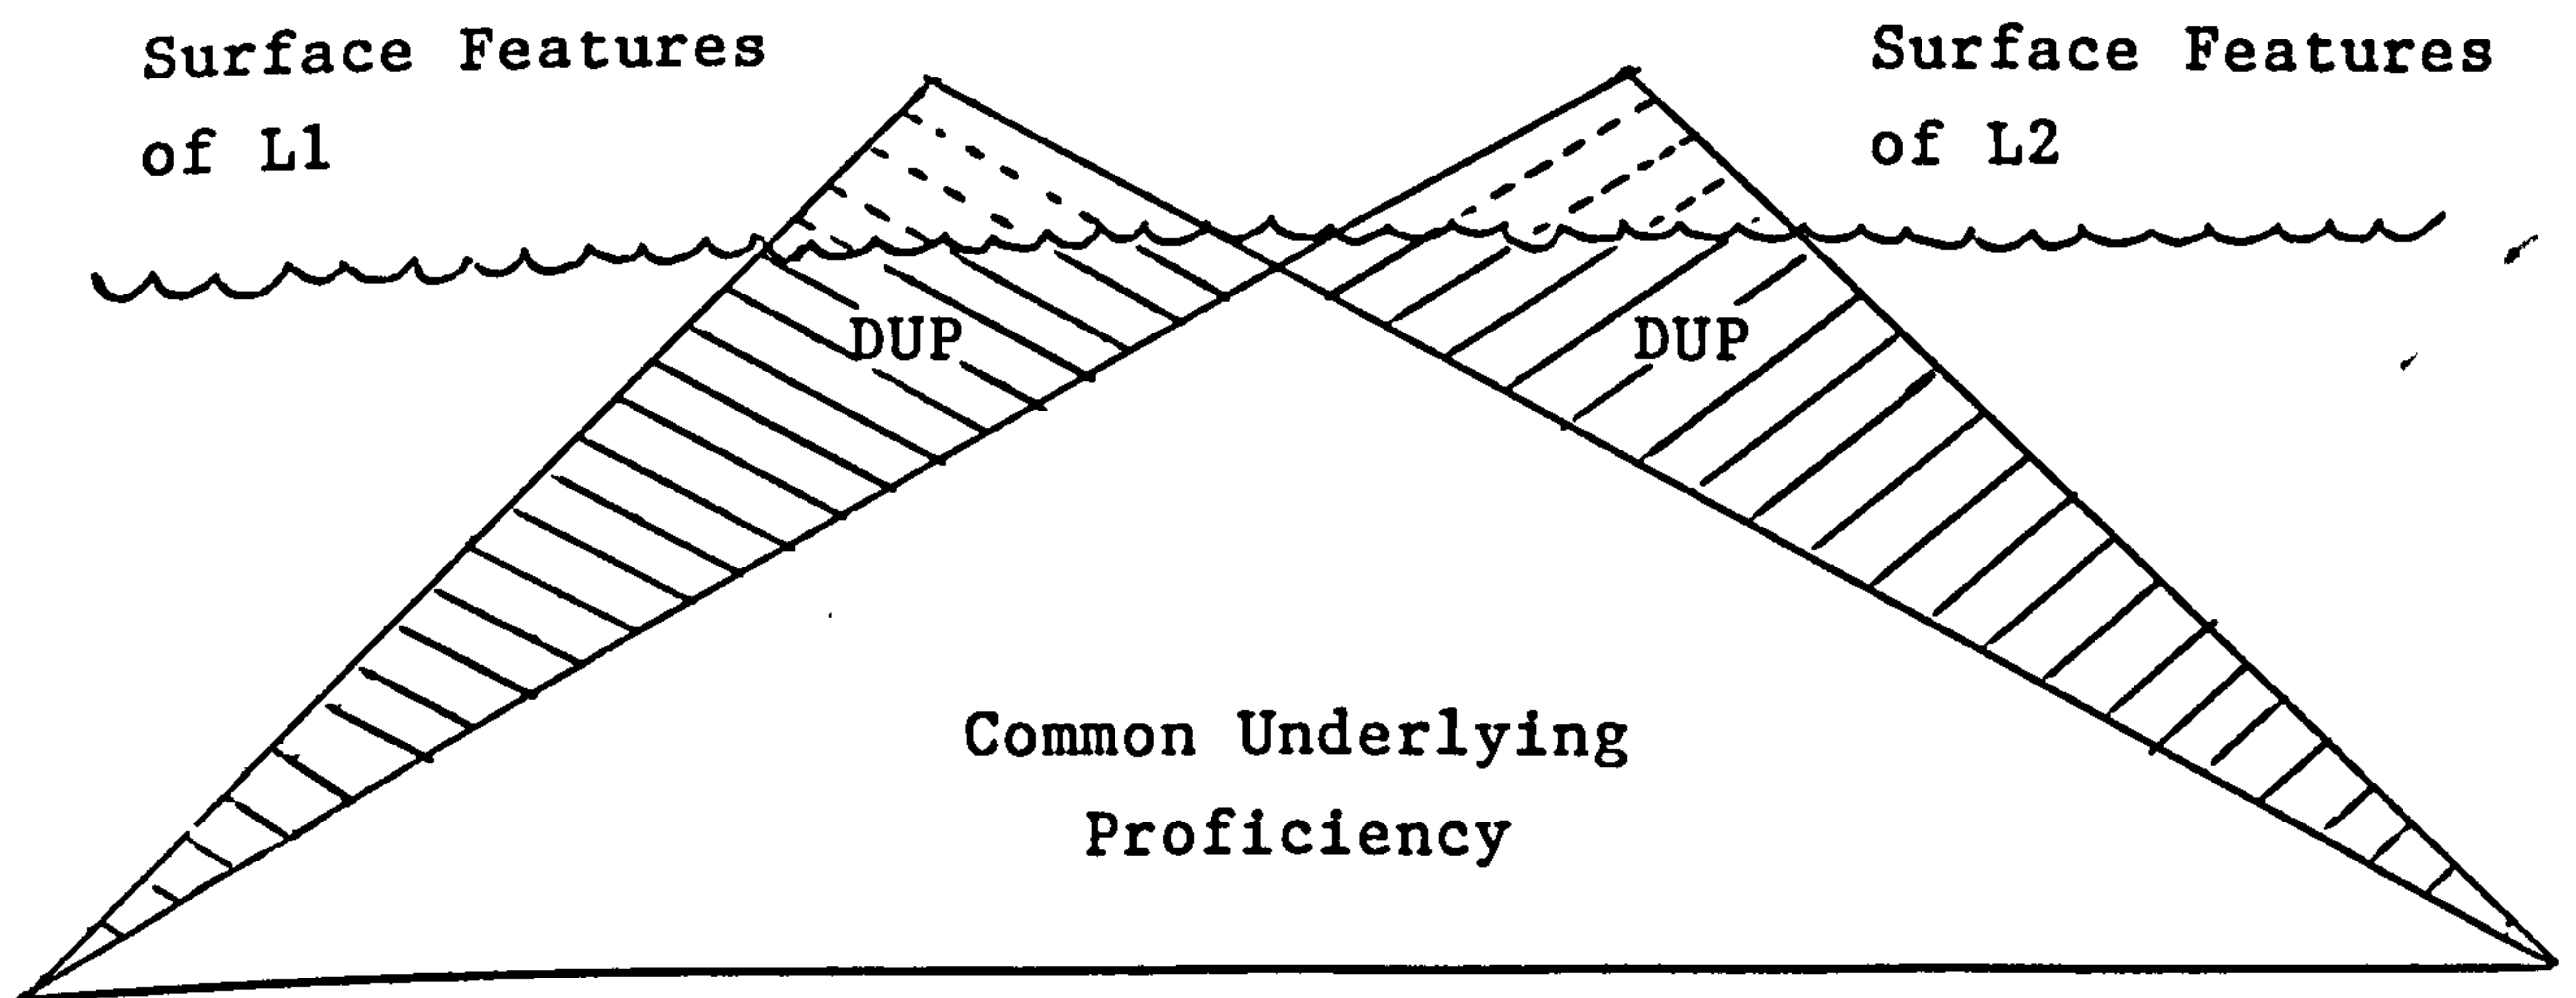 Surface Features
of L1
Surface Features
of L2
DUP
DUP
Common Underlying
Proficiency